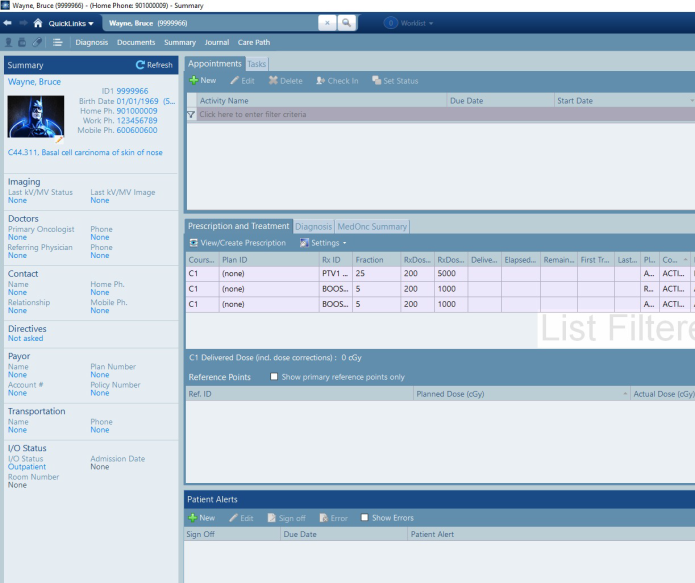 Wayne, Bruce (9999966) - (Home Phone: 901000009) - Summary
QuickLinks Wayne, Bruce (9999966) × 0 Worklist
Diagnosis Documents Summary Journal Care Path
Summary Refresh
Wayne, Bruce
ID1 9999966
Birth Date 01/01/1969 (5...
Home Ph. 901000009
Work Ph. 123456789
Mobile Ph. 600600600
C44.311, Basal cell carcinoma of skin of nose
Imaging
Last kV/MV Status Last kV/MV Image
None None
Doctors
Primary Oncologist Phone
None None
Referring Physician Phone
None None
Contact
Name Home Ph.
None None
Relationship Mobile Ph.
None None
Directives
Not asked
Payor
Name Plan Number
None None
Account # Policy Number
None None
Transportation
Name Phone
None None
I/O Status
I/O Status Admission Date
Outpatient None
Room Number
None
Appointments Tasks
New Edit Delete Check In Set Status
Activity Name Due Date Start Date
Click here to enter filter criteria
Prescription and Treatment Diagnosis MedOnc Summary
View/Create Prescription Settings
Cours... Plan ID Rx ID Fraction RxDos... RxDos... Delive... Elapsed... Remain... First Tr... Last... Pl... Co...
C1 (none) PTV1 ... 25 200 5000 A... ACTI...
C1 (none) BOOS... 5 200 1000 R... ACTI...
C1 (none) BOOS... 5 200 1000 A... ACTI...
List Filtere
C1 Delivered Dose (incl. dose corrections) : 0 cGy
Reference Points Show primary reference points only
Ref. ID Planned Dose (cGy) Actual Dose (cGy)
Patient Alerts
New Edit Sign off Error Show Errors
Sign Off Due Date Patient Alert